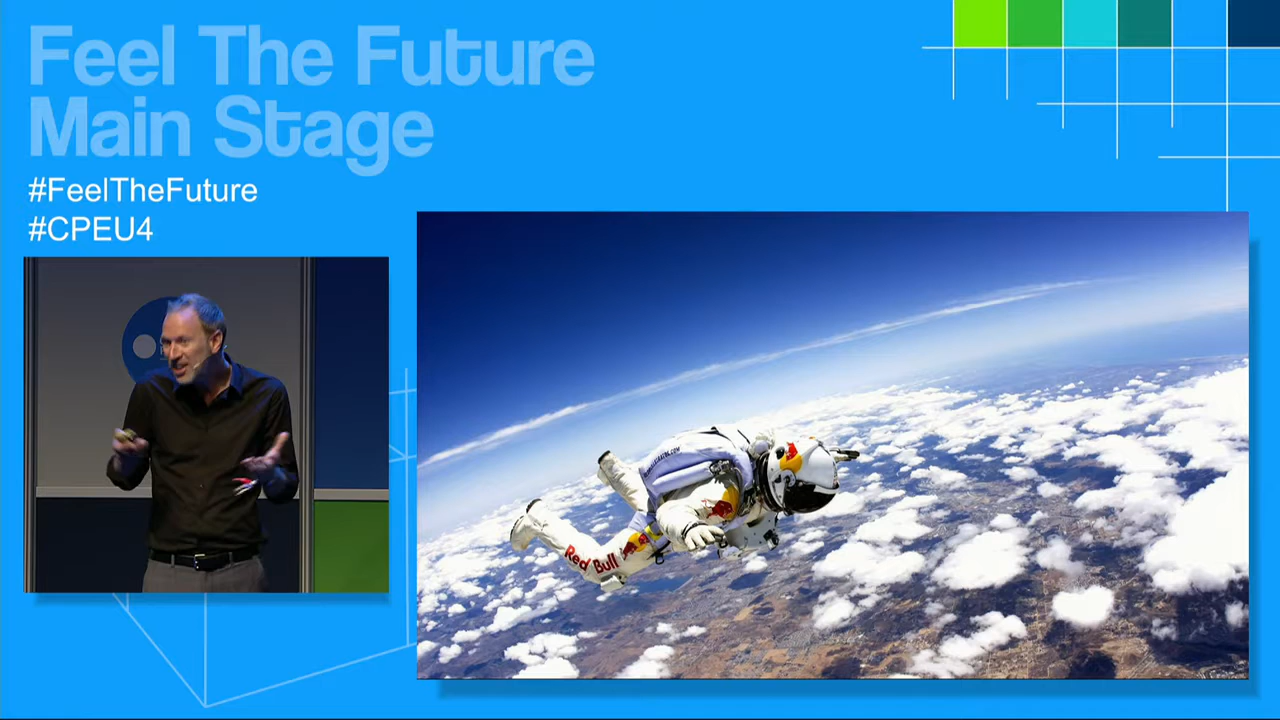 Feel The Future
Main Stage
#FeelTheFuture
#CPEU4
Red Bull